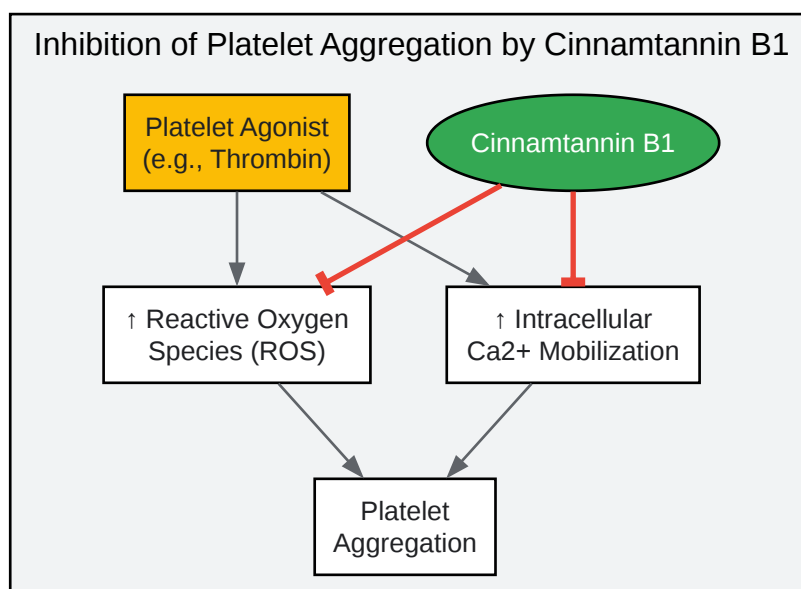 Inhibition of Platelet Aggregation by Cinnamtannin B1
Platelet Agonist
(e.g., Thrombin)
Cinnamtannin B1
↑ Reactive Oxygen
Species (ROS)
↑ Intracellular
Ca2+ Mobilization
Platelet
Aggregation